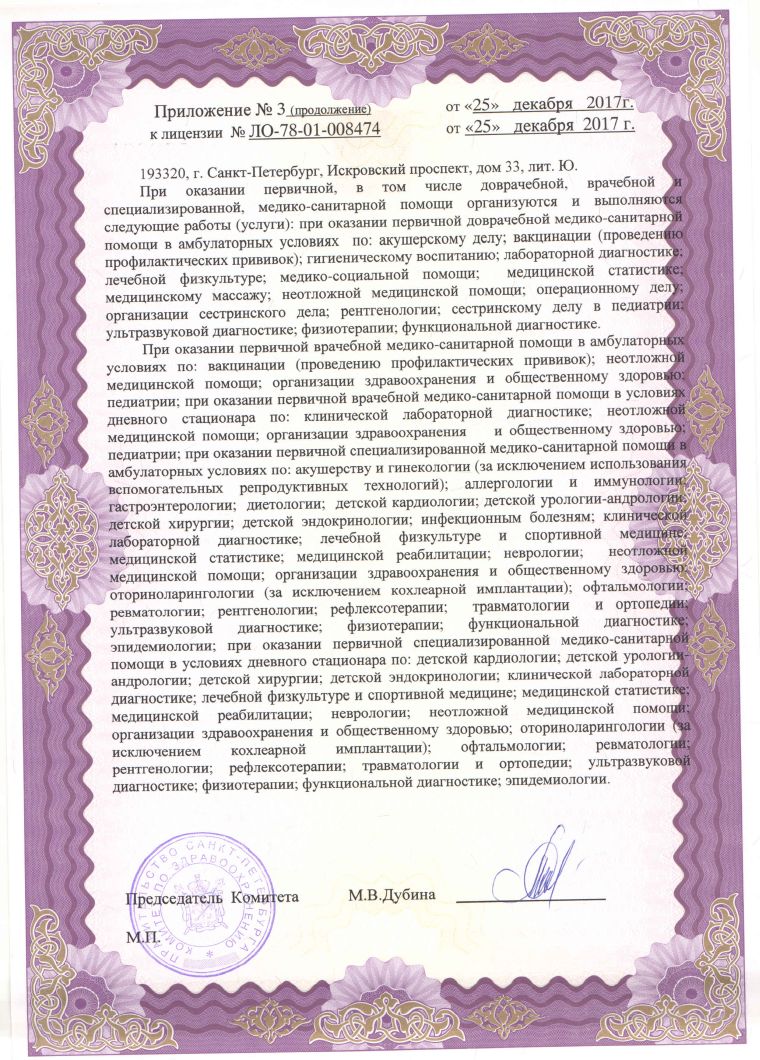 Приложение № 3 (продолжение) от «25» декабря 2017г.
к лицензии № ЛО-78-01-008474 от «25» декабря 2017 г.
193320, г. Санкт-Петербург, Искровский проспект, дом 33, лит. Ю.
При оказании первичной, в том числе доврачебной, врачебной и
специализированной, медико-санитарной помощи организуются и выполняются
следующие работы (услуги): при оказании первичной доврачебной медико-санитарной
помощи в амбулаторных условиях по: акушерскому делу; вакцинации (проведению
профилактических прививок); гигиеническому воспитанию; лабораторной диагностике;
лечебной физкультуре; медико-социальной помощи; медицинской статистике;
медицинскому массажу; неотложной медицинской помощи; операционному делу;
организации сестринского дела; рентгенологии; сестринскому делу в педиатрии;
ультразвуковой диагностике; физиотерапии; функциональной диагностике.
При оказании первичной врачебной медико-санитарной помощи в амбулаторных
условиях по: вакцинации (проведению профилактических прививок); неотложной
медицинской помощи; организации здравоохранения и общественному здоровью;
педиатрии; при оказании первичной врачебной медико-санитарной помощи в условиях
дневного стационара по: клинической лабораторной диагностике; неотложной
медицинской помощи; организации здравоохранения и общественному здоровью;
педиатрии; при оказании первичной специализированной медико-санитарной помощи в
амбулаторных условиях по: акушерству и гинекологии (за исключением использования
вспомогательных репродуктивных технологий); аллергологии и иммунологии;
гастроэнтерологии; диетологии; детской кардиологии; детской урологии-андрологии;
детской хирургии; детской эндокринологии; инфекционным болезням; клинической
лабораторной диагностике; лечебной физкультуре и спортивной медицине;
медицинской статистике; медицинской реабилитации; неврологии; неотложной
медицинской помощи; организации здравоохранения и общественному здоровью;
оториноларингологии (за исключением кохлеарной имплантации); офтальмологии;
ревматологии; рентгенологии; рефлексотерапии; травматологии и ортопедии;
ультразвуковой диагностике; физиотерапии; функциональной диагностике;
эпидемиологии; при оказании первичной специализированной медико-санитарной
помощи в условиях дневного стационара по: детской кардиологии; детской урологии-
андрологии; детской хирургии; детской эндокринологии; клинической лабораторной
диагностике; лечебной физкультуре и спортивной медицине; медицинской статистике;
медицинской реабилитации; неврологии; неотложной медицинской помощи;
организации здравоохранения и общественному здоровью; оториноларингологии (за
исключением кохлеарной имплантации); офтальмологии; ревматологии;
рентгенологии; рефлексотерапии; травматологии и ортопедии; ультразвуковой
диагностике; физиотерапии; функциональной диагностике; эпидемиологии.
ПРАВИТЕЛЬСТВО САНКТ-ПЕТЕРБУРГА
КОМИТЕТ ПО ЗДРАВООХРАНЕНИЮ
Председатель Комитета М.В.Дубина
М.П.